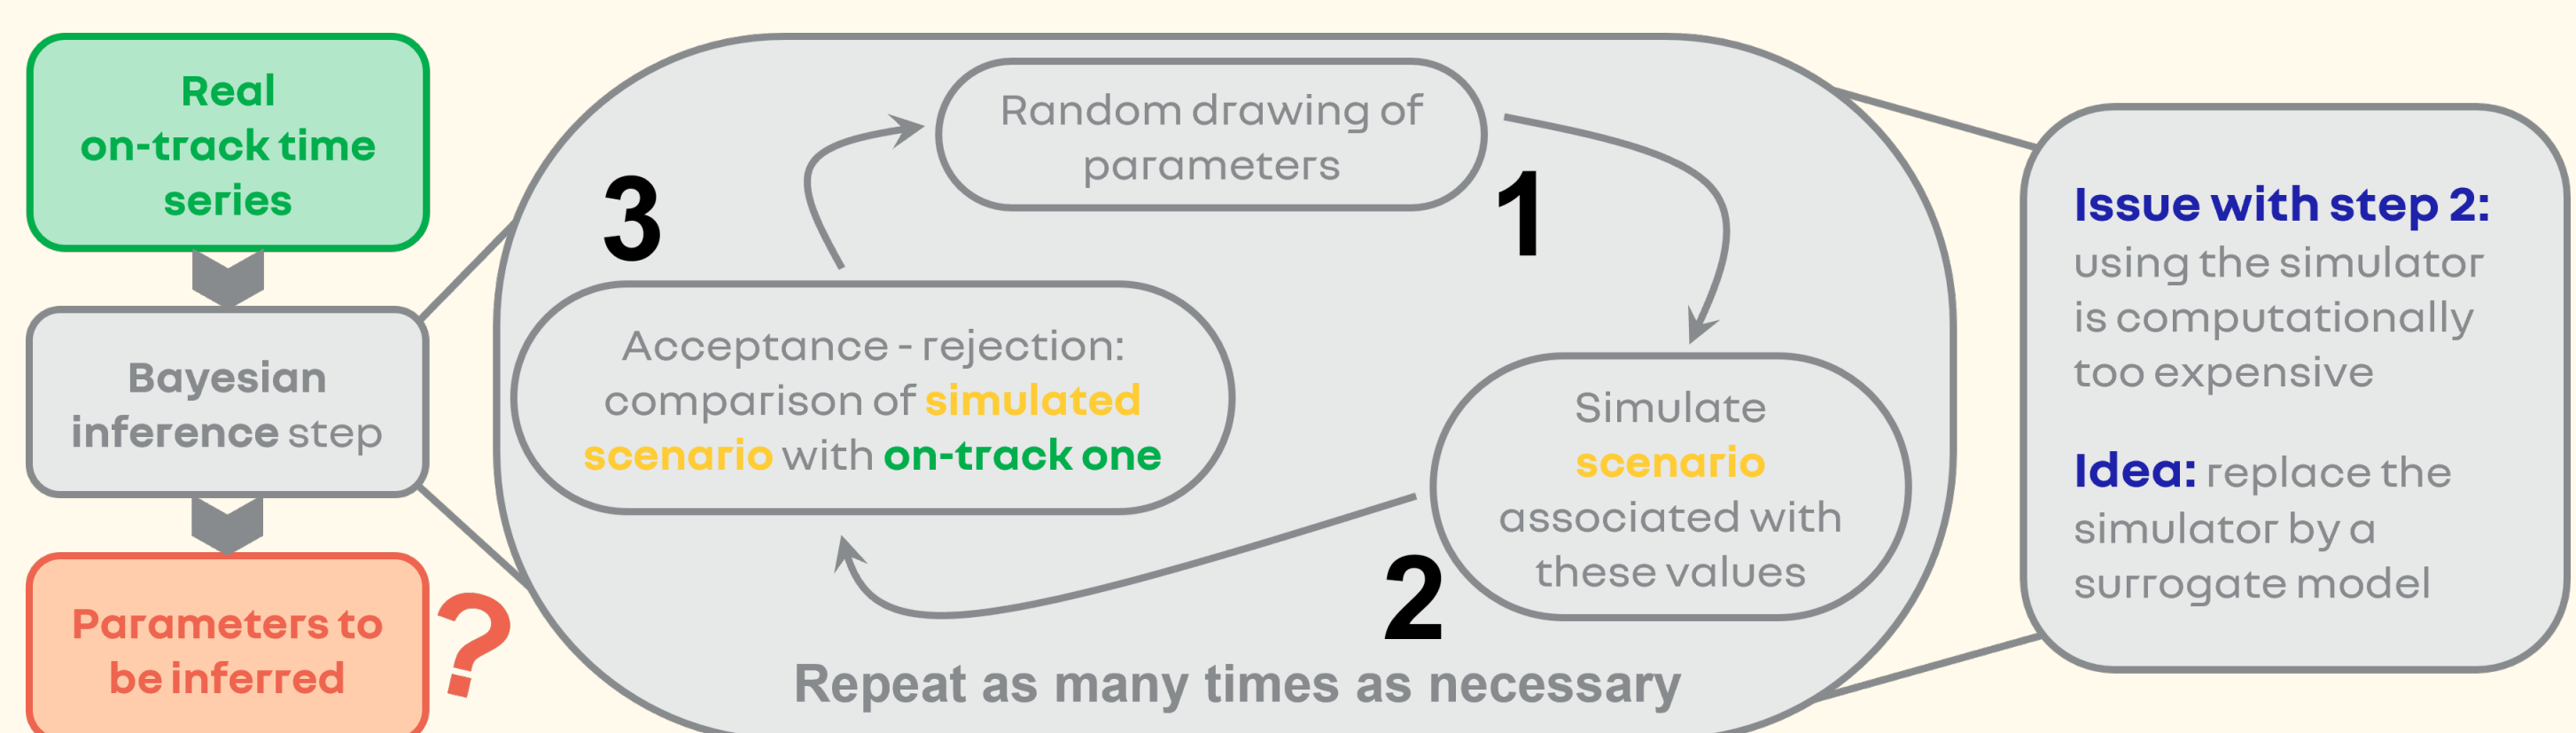 Real
on-track time
series
Bayesian
inference step
Parameters to
be inferred
?
3
Random drawing of
parameters
1
Acceptance - rejection:
comparison of simulated
scenario with on-track one
Simulate
scenario
associated with
these values
2
Repeat as many times as necessary
Issue with step 2:
using the simulator
is computationally
too expensive
Idea: replace the
simulator by a
surrogate model